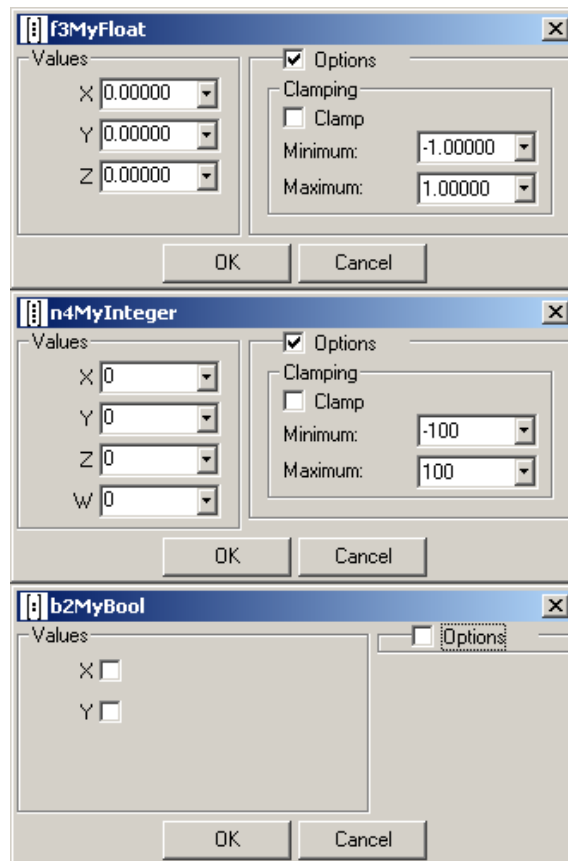 [⋮] f3MyFloat
Values
X 0.00000
Y 0.00000
Z 0.00000
Options
Clamping
Clamp
Minimum: -1.00000
Maximum: 1.00000
OK Cancel
[⋮] n4MyInteger
Values
X 0
Y 0
Z 0
W 0
Options
Clamping
Clamp
Minimum: -100
Maximum: 100
OK Cancel
[:] b2MyBool
Values
X
Y
Options
OK Cancel